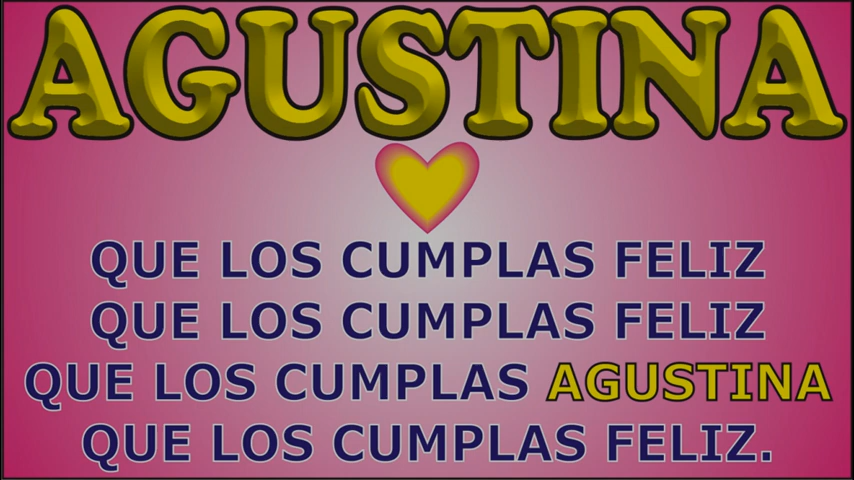 AGUSTINA
QUE LOS CUMPLAS FELIZ
QUE LOS CUMPLAS FELIZ
QUE LOS CUMPLAS AGUSTINA
QUE LOS CUMPLAS FELIZ.